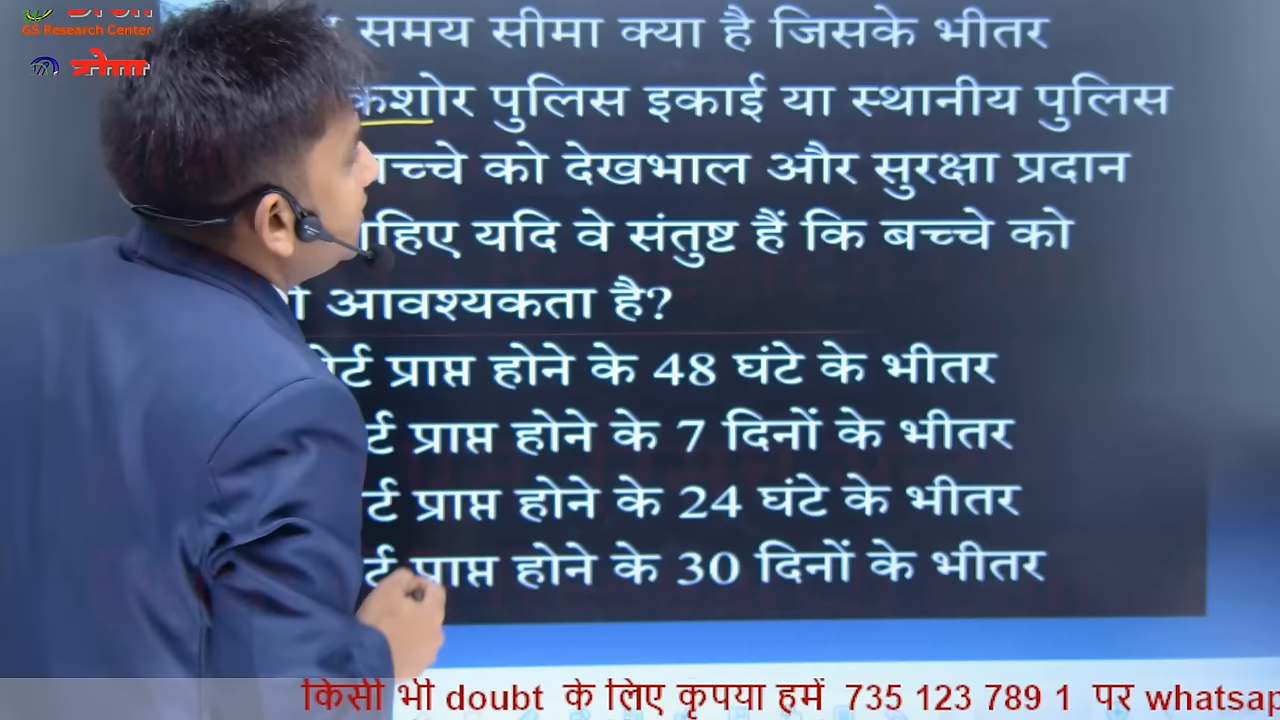 GS Research Center
समय सीमा क्या है जिसके भीतर
पुलिस इकाई या स्थानीय पुलिस
को देखभाल और सुरक्षा प्रदान
यदि वे संतुष्ट हैं कि बच्चे को
आवश्यकता है?
प्राप्त होने के 48 घंटे के भीतर
प्राप्त होने के 7 दिनों के भीतर
प्राप्त होने के 24 घंटे के भीतर
प्राप्त होने के 30 दिनों के भीतर
किसी भी doubt के लिए कृपया हमें 735 123 789 1 पर whatsap